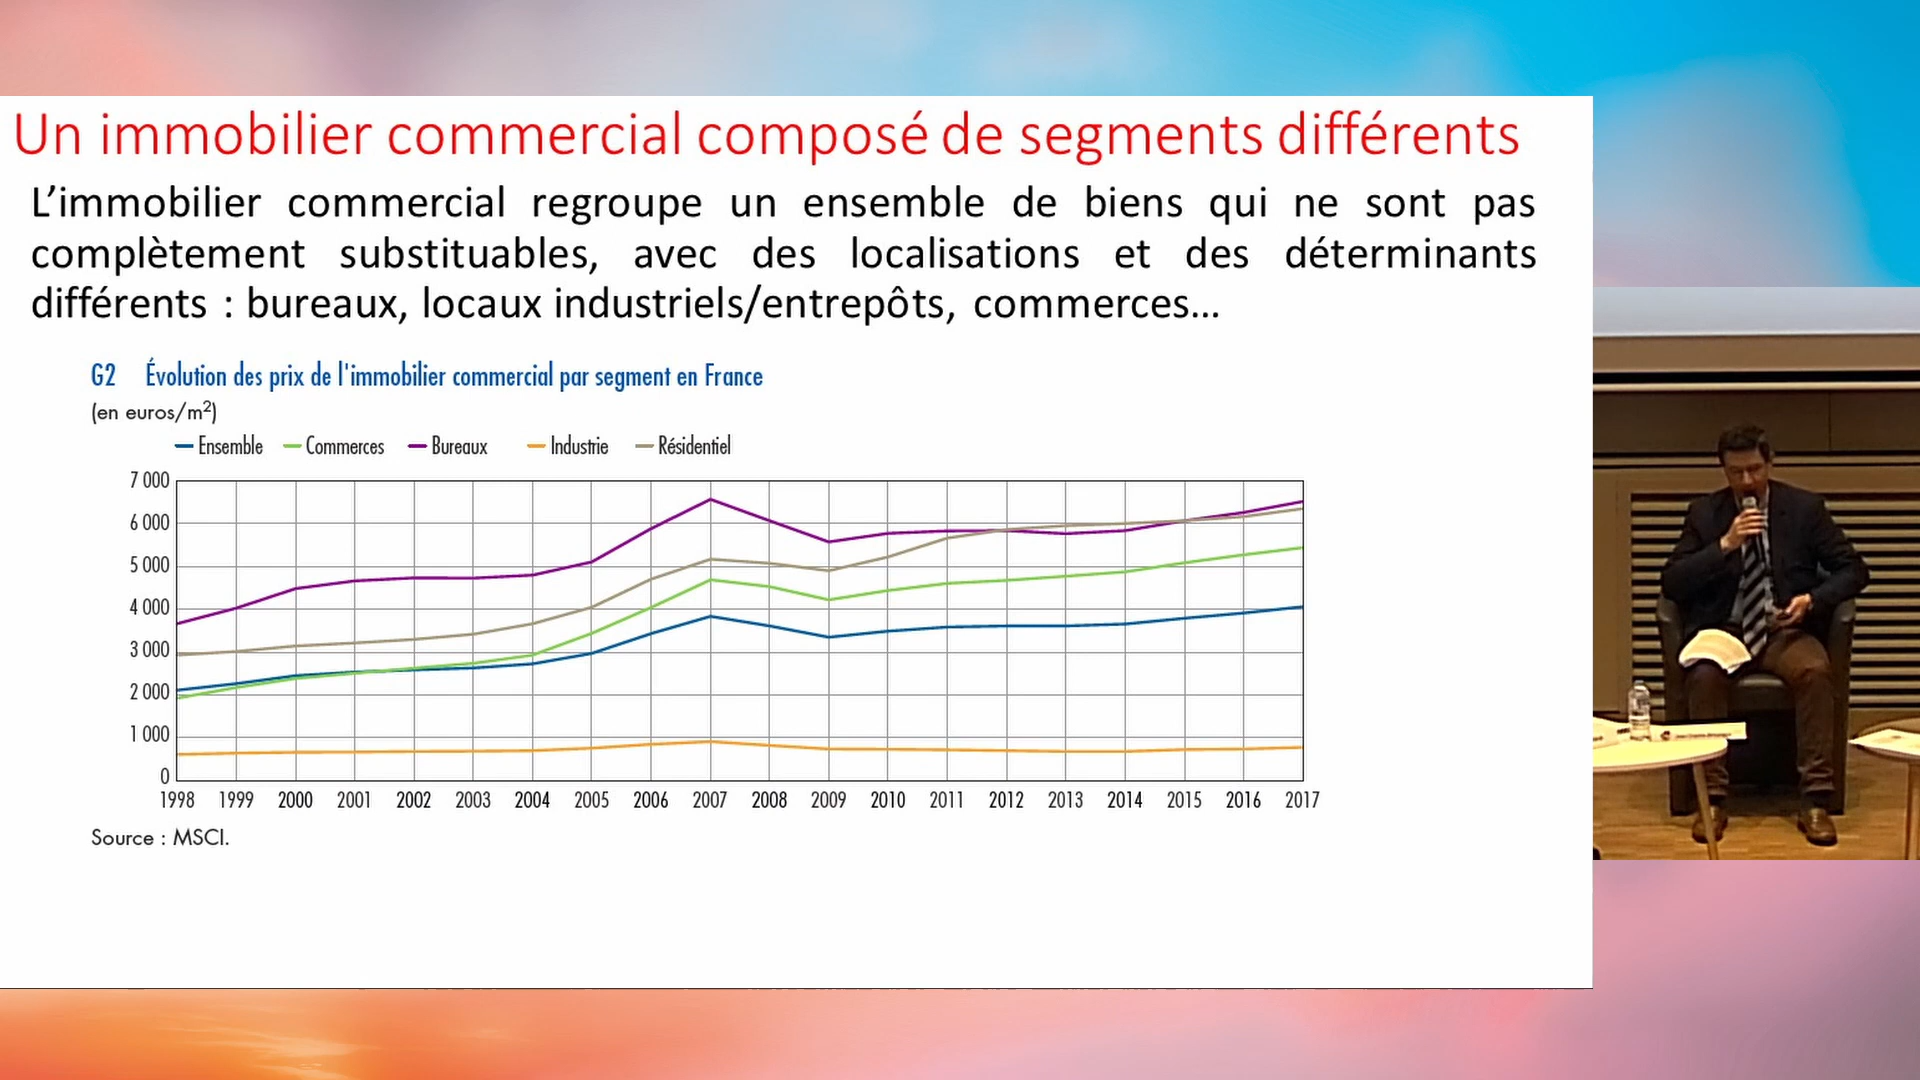 Un immobilier commercial composé de segments différents
L’immobilier commercial regroupe un ensemble de biens qui ne sont pas
complètement substituables, avec des localisations et des déterminants
différents : bureaux, locaux industriels/entrepôts, commerces…
G2 Évolution des prix de l'immobilier commercial par segment en France
(en euros/m²)
Ensemble Commerces Bureaux Industrie Résidentiel
7 000
6 000
5 000
4 000
3 000
2 000
1 000
0
1998 1999 2000 2001 2002 2003 2004 2005 2006 2007 2008 2009 2010 2011 2012 2013 2014 2015 2016 2017
Source : MSCI.